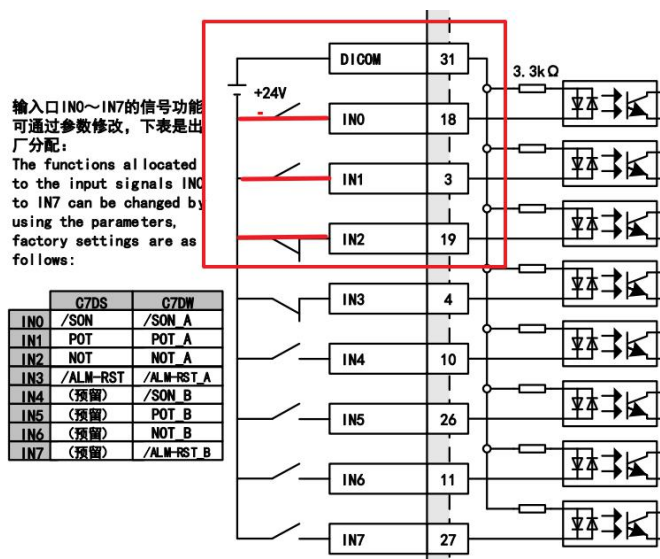 DICOM 31
3.3kΩ
+24V
输入口IN0~IN7的信号功能
可通过参数修改，下表是出
厂分配：
The functions allocated
to the input signals IN0
to IN7 can be changed by
using the parameters,
factory settings are as
follows:
IN0 18
IN1 3
IN2 19
IN3 4
IN4 10
IN5 26
IN6 11
IN7 27
C7DS C7DW
IN0 /SON /SON_A
IN1 POT POT_A
IN2 NOT NOT_A
IN3 /ALM-RST /ALM-RST_A
IN4 (预留) /SON_B
IN5 (预留) POT_B
IN6 (预留) NOT_B
IN7 (预留) /ALM-RST_B